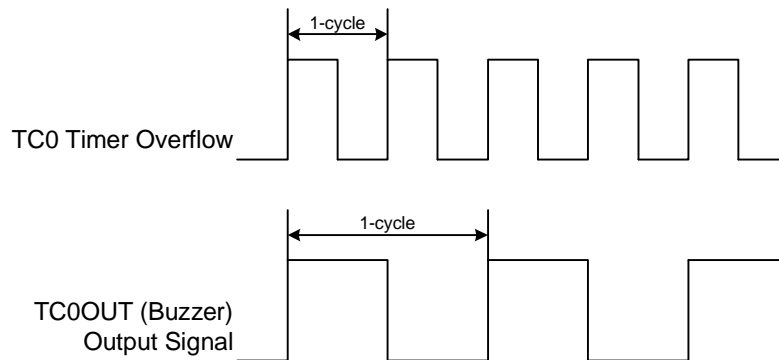 1-cycle
TC0 Timer Overflow
1-cycle
TC0OUT (Buzzer)
Output Signal